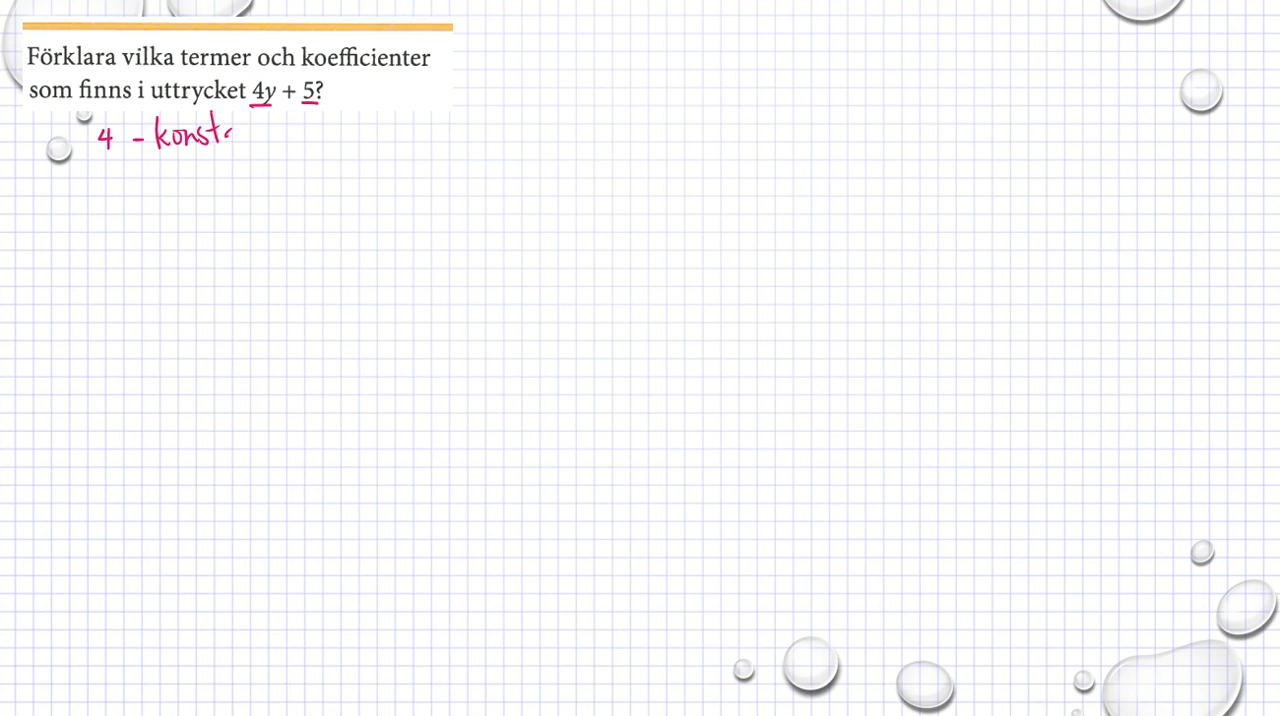 Förklara vilka termer och koefficienter
som finns i uttrycket 4y + 5?
4 - konst.